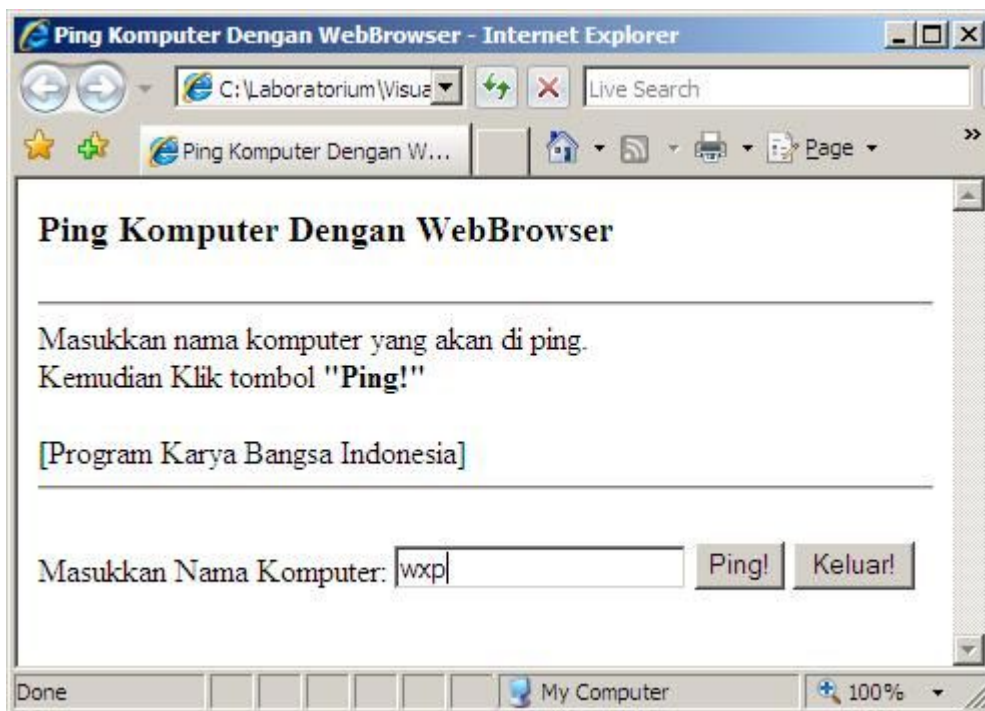 Ping Komputer Dengan WebBrowser - Internet Explorer
C:\Laboratorium\Visua
Live Search
Ping Komputer Dengan W...
Page
»
Ping Komputer Dengan WebBrowser
Masukkan nama komputer yang akan di ping.
Kemudian Klik tombol "Ping!"
[Program Karya Bangsa Indonesia]
Masukkan Nama Komputer: wxp Ping! Keluar!
Done My Computer 100%